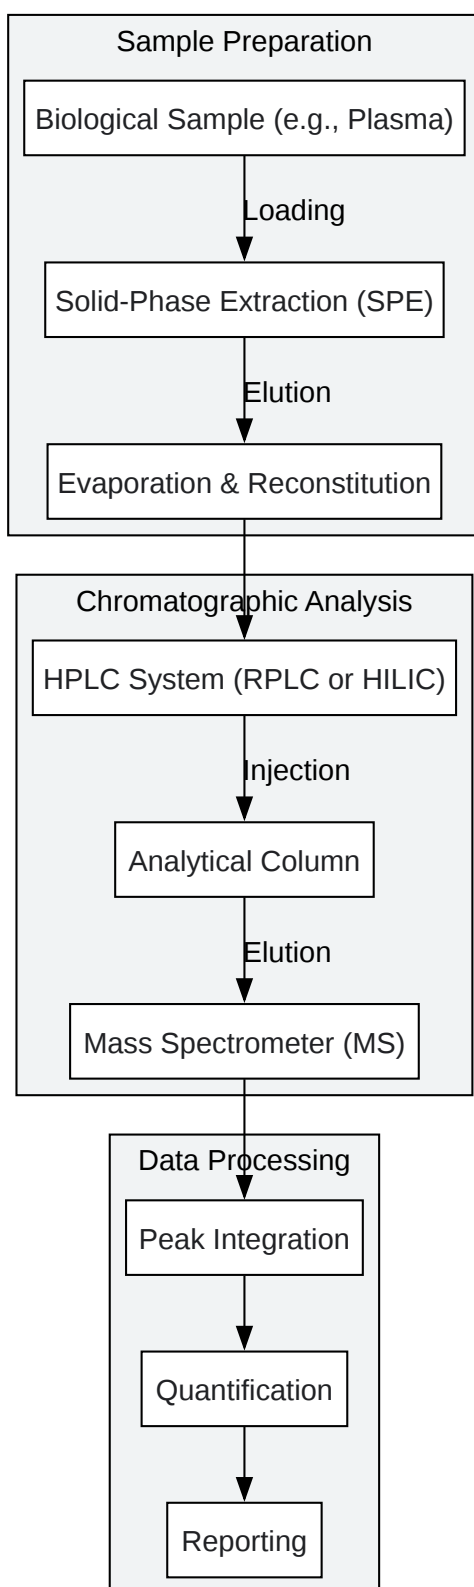 Sample Preparation
Biological Sample (e.g., Plasma)
Loading
Solid-Phase Extraction (SPE)
Elution
Evaporation & Reconstitution
Chromatographic Analysis
HPLC System (RPLC or HILIC)
Injection
Analytical Column
Elution
Mass Spectrometer (MS)
Data Processing
Peak Integration
Quantification
Reporting